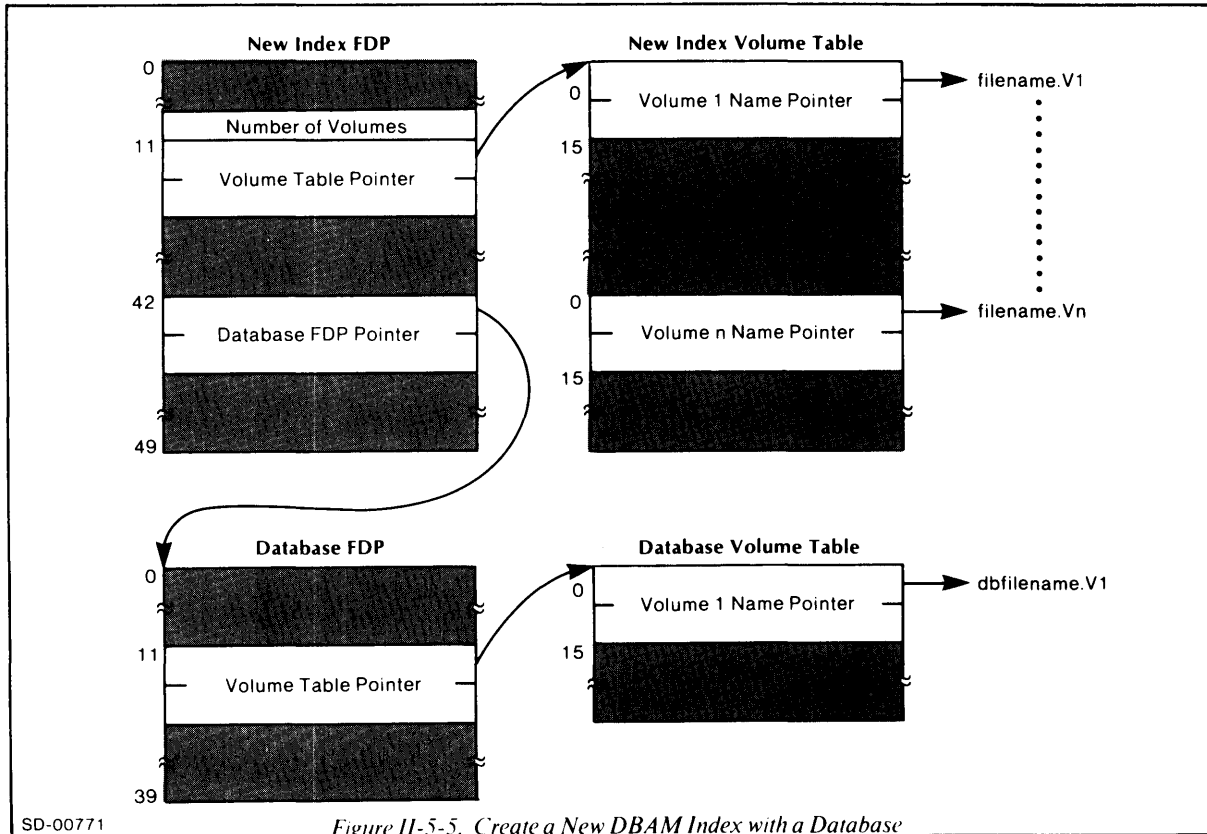 New Index FDP
0
Number of Volumes
11
Volume Table Pointer
42
Database FDP Pointer
49
New Index Volume Table
0
Volume 1 Name Pointer
filename.V1
15
0
Volume n Name Pointer
filename.Vn
15
Database FDP
0
11
Volume Table Pointer
39
Database Volume Table
0
Volume 1 Name Pointer
dbfilename.V1
15
SD-00771
Figure II-5-5. Create a New DBAM Index with a Database